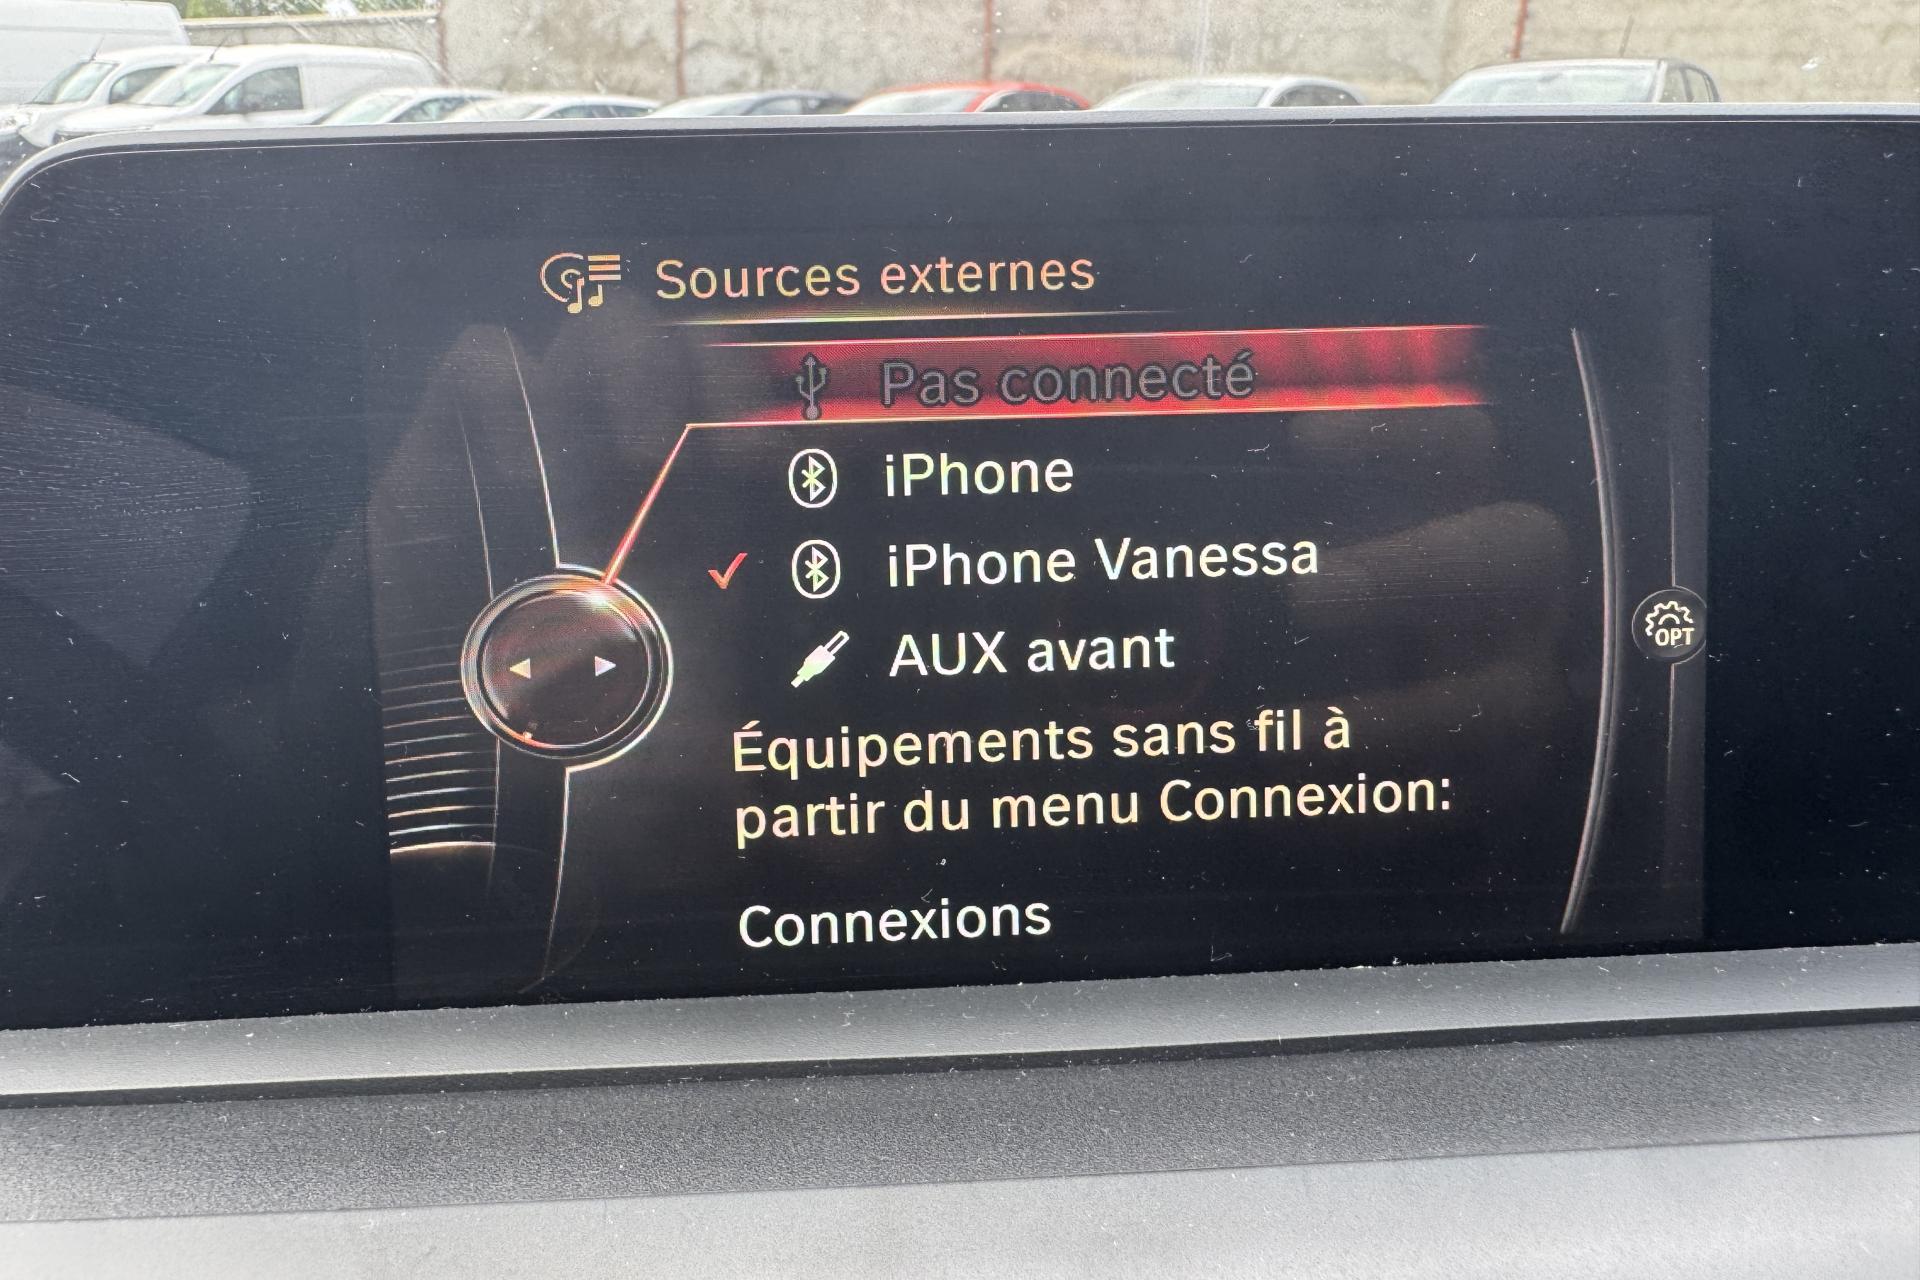 Sources externes
Pas connecté
iPhone
iPhone Vanessa
AUX avant
OPT
Équipements sans fil à
partir du menu Connexion:
Connexions